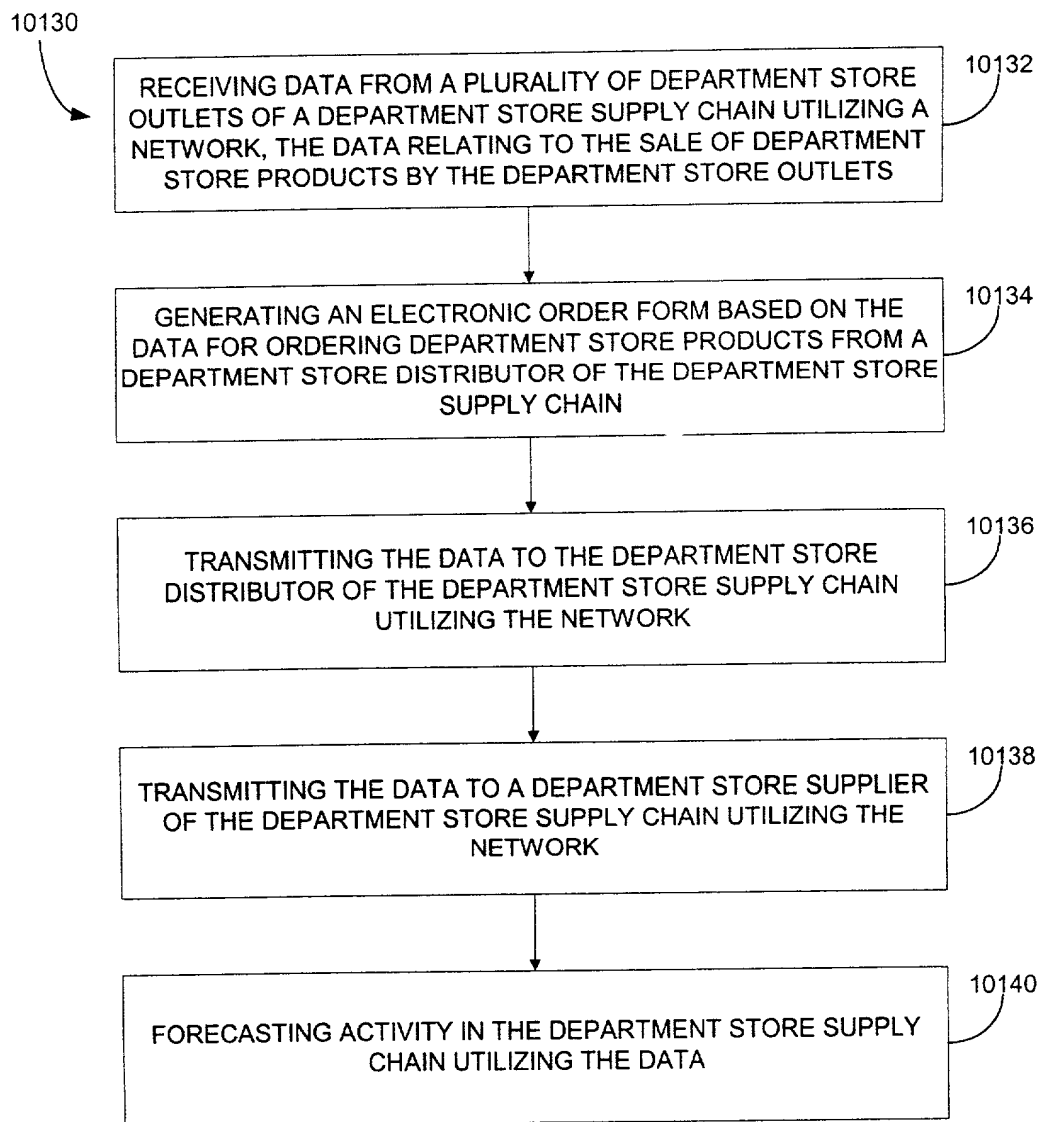 10130
10132
RECEIVING DATA FROM A PLURALITY OF DEPARTMENT STORE
OUTLETS OF A DEPARTMENT STORE SUPPLY CHAIN UTILIZING A
NETWORK, THE DATA RELATING TO THE SALE OF DEPARTMENT
STORE PRODUCTS BY THE DEPARTMENT STORE OUTLETS
10134
GENERATING AN ELECTRONIC ORDER FORM BASED ON THE
DATA FOR ORDERING DEPARTMENT STORE PRODUCTS FROM A
DEPARTMENT STORE DISTRIBUTOR OF THE DEPARTMENT STORE
SUPPLY CHAIN
10136
TRANSMITTING THE DATA TO THE DEPARTMENT STORE
DISTRIBUTOR OF THE DEPARTMENT STORE SUPPLY CHAIN
UTILIZING THE NETWORK
10138
TRANSMITTING THE DATA TO A DEPARTMENT STORE SUPPLIER
OF THE DEPARTMENT STORE SUPPLY CHAIN UTILIZING THE
NETWORK
10140
FORECASTING ACTIVITY IN THE DEPARTMENT STORE SUPPLY
CHAIN UTILIZING THE DATA